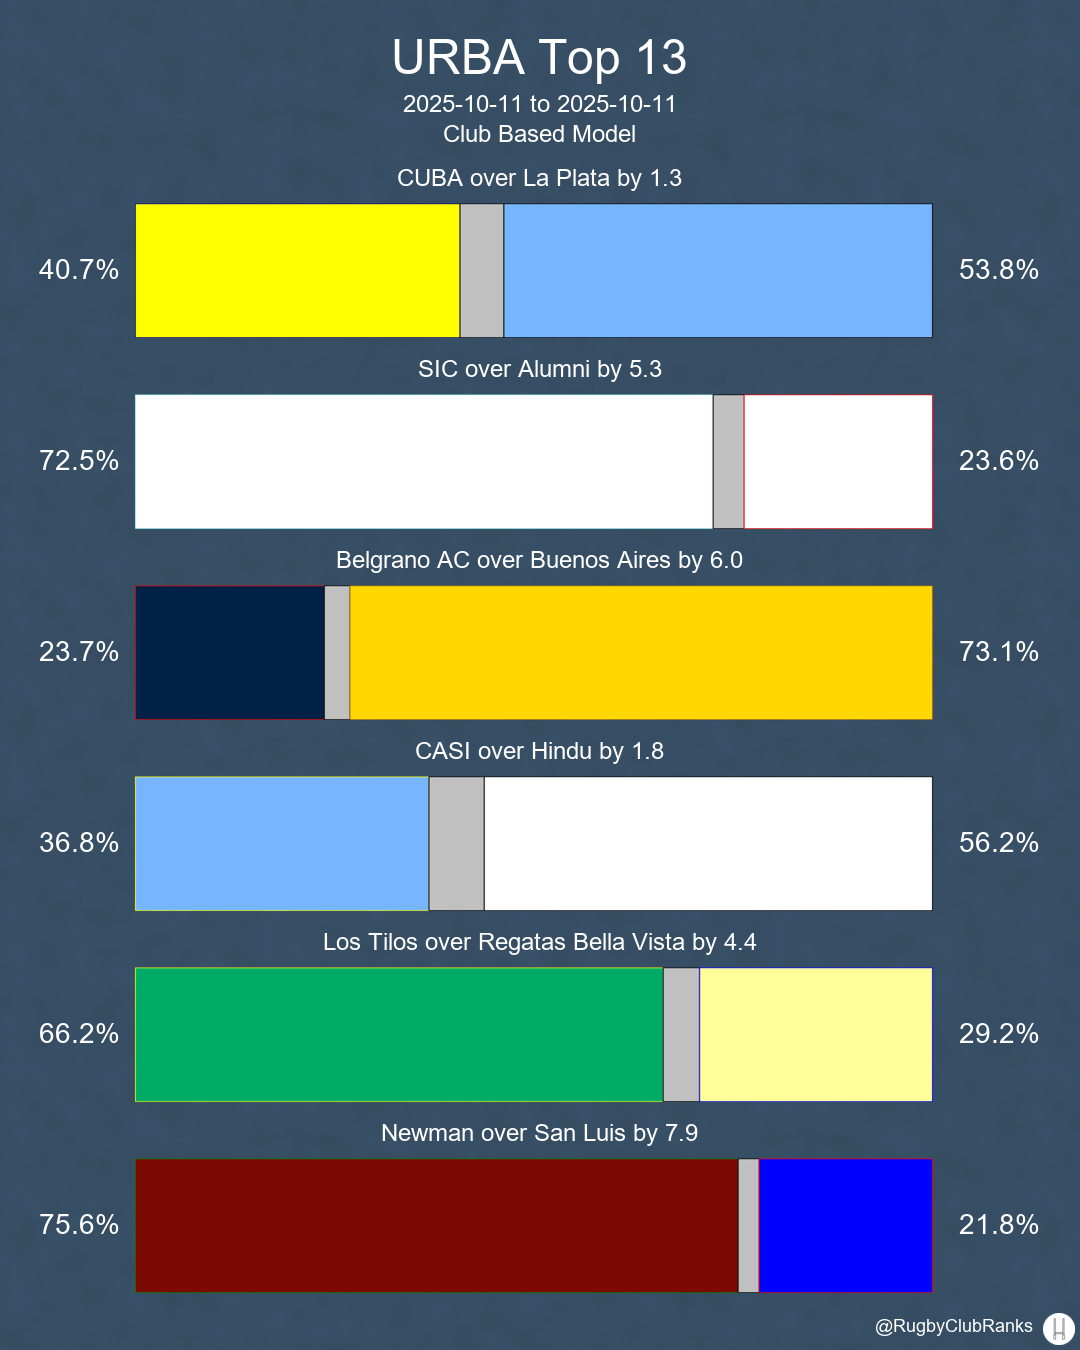 URBA Top 13
2025-10-11 to 2025-10-11
Club Based Model
CUBA over La Plata by 1.3
40.7%
53.8%
SIC over Alumni by 5.3
72.5%
23.6%
Belgrano AC over Buenos Aires by 6.0
23.7%
73.1%
CASI over Hindu by 1.8
36.8%
56.2%
Los Tilos over Regatas Bella Vista by 4.4
66.2%
29.2%
Newman over San Luis by 7.9
75.6%
21.8%
@RugbyClubRanks